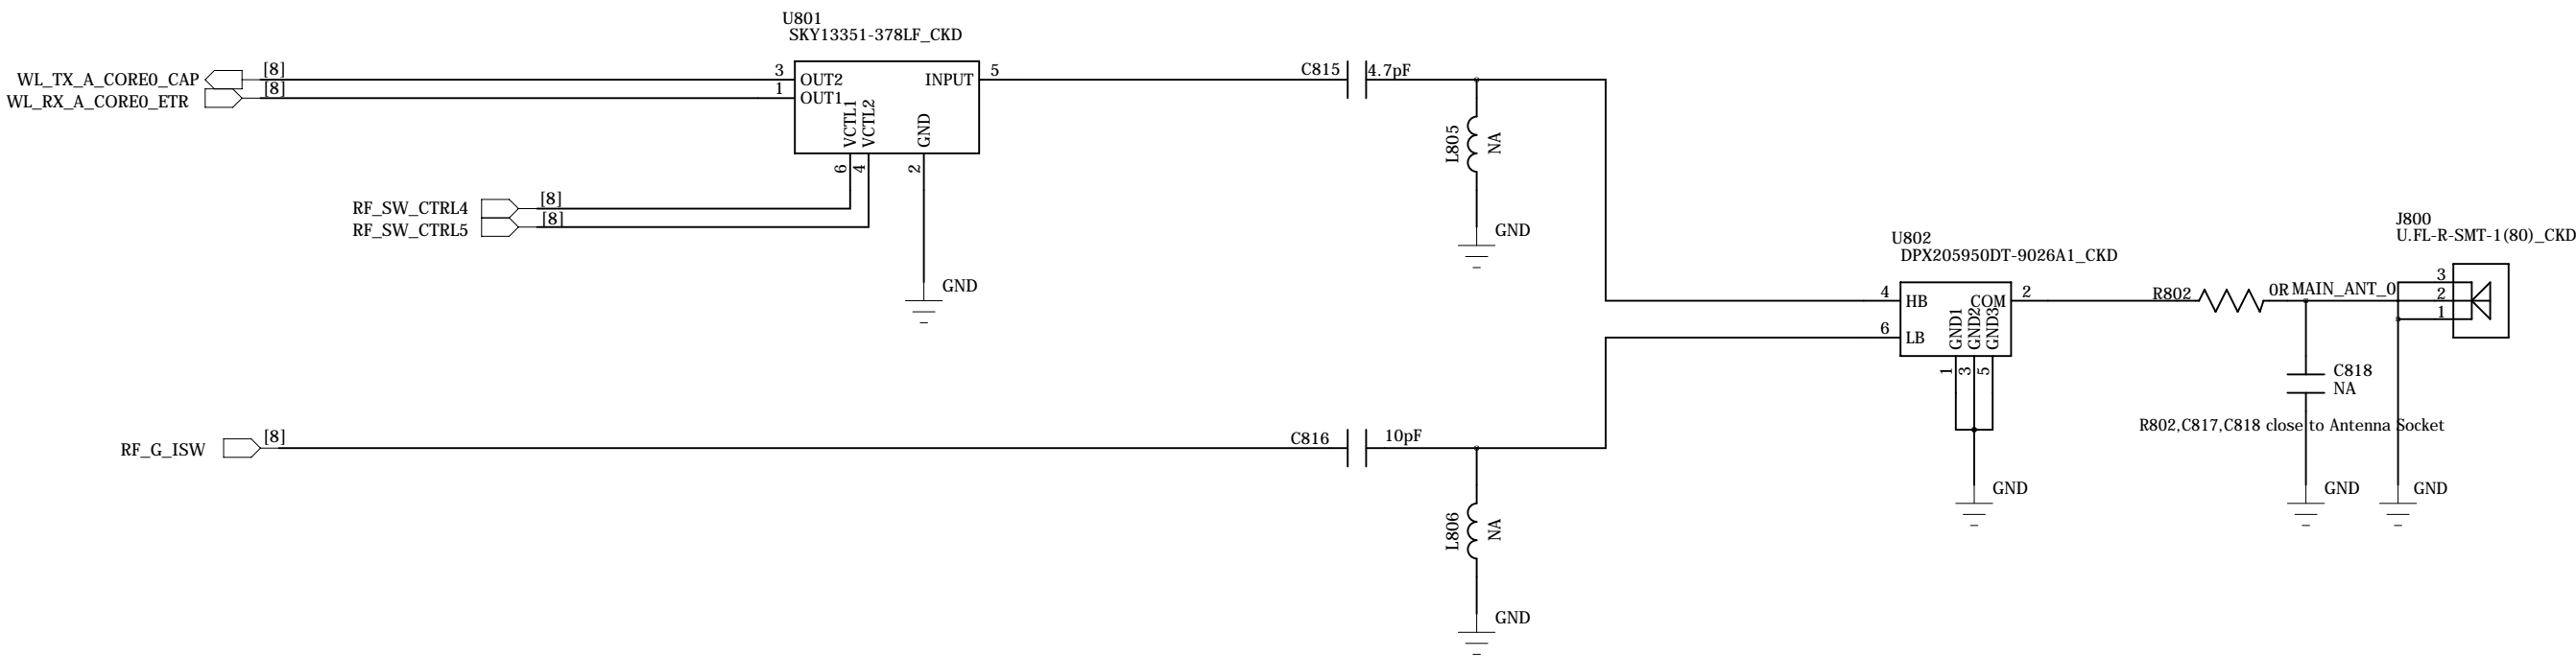 U801
SKY13351-378LF_CKD
WL_TX_A_CORE0_CAP
[8]
3
OUT2
INPUT
5
C815
4.7pF
WL_RX_A_CORE0_ETR
[8]
1
OUT1
VCTL1
VCTL2
GND
6
4
2
L805
NA
RF_SW_CTRL4
[8]
RF_SW_CTRL5
[8]
GND
GND
U802
DPX205950DT-9026A1_CKD
J800
U.FL-R-SMT-1(80)_CKD
4
HB
COM
2
R802
0R
MAIN_ANT_0
3
2
1
6
LB
GND1
GND2
GND3
1
3
5
C818
NA
R802,C817,C818 close to Antenna Socket
RF_G_ISW
[8]
C816
10pF
GND
GND
GND
L806
NA
GND